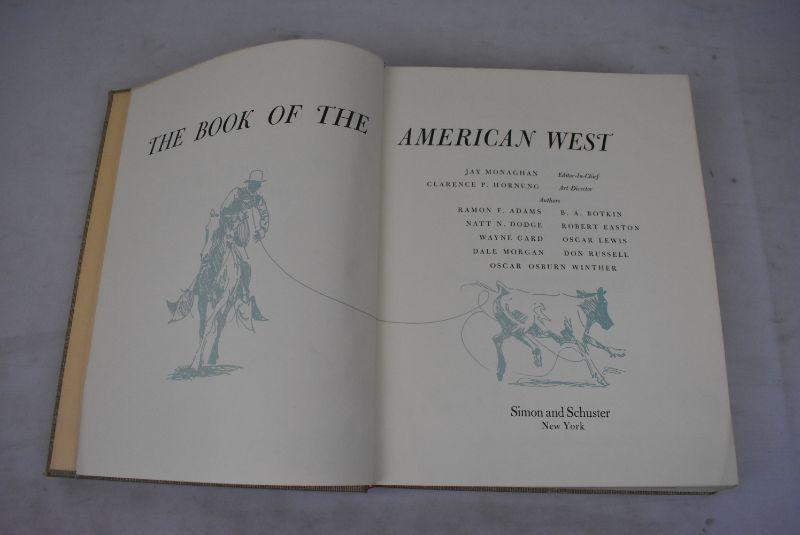 THE BOOK OF THE AMERICAN WEST
JAY MONAGHAN Editor-In-Chief
CLARENCE P. HORNUNG Art Director
Authors
RAMON F. ADAMS B. A. BOTKIN
NATT N. DODGE ROBERT EASTON
WAYNE GARD OSCAR LEWIS
DALE MORGAN DON RUSSELL
OSCAR OSBURN WINTHER
Simon and Schuster
New York